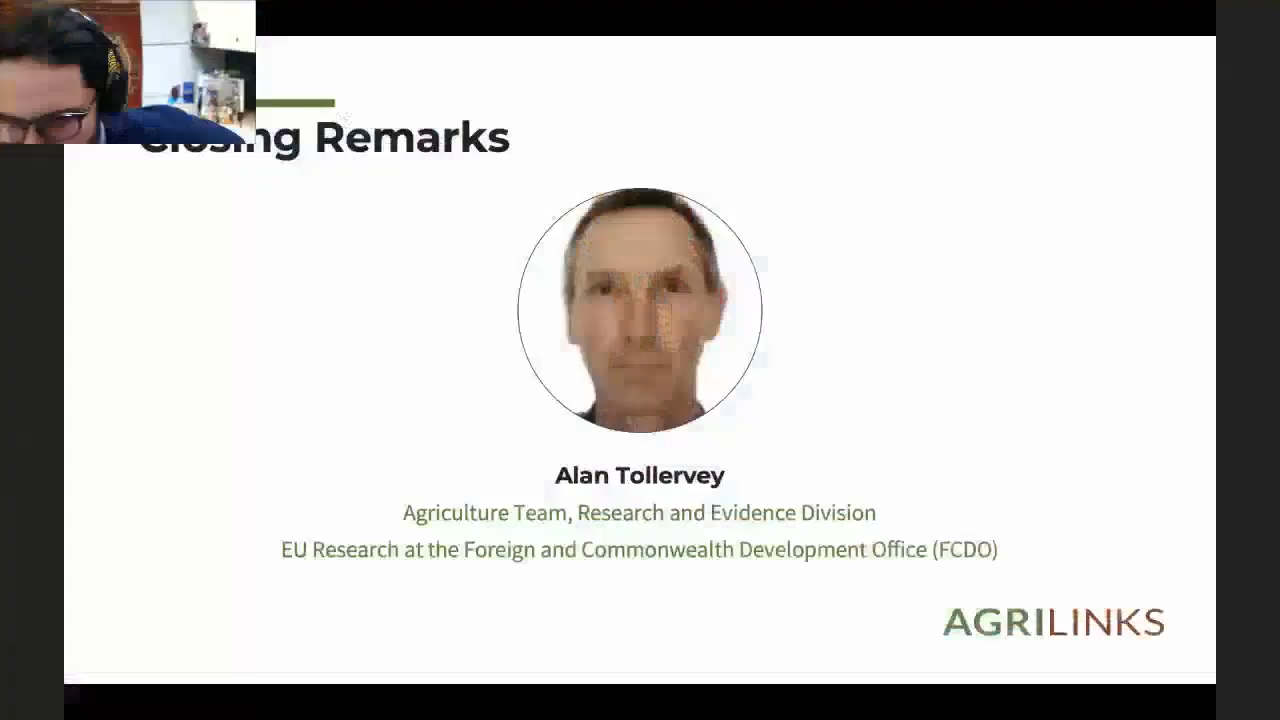 Closing Remarks
Alan Tollervey
Agriculture Team, Research and Evidence Division
EU Research at the Foreign and Commonwealth Development Office (FCDO)
AGRILINKS